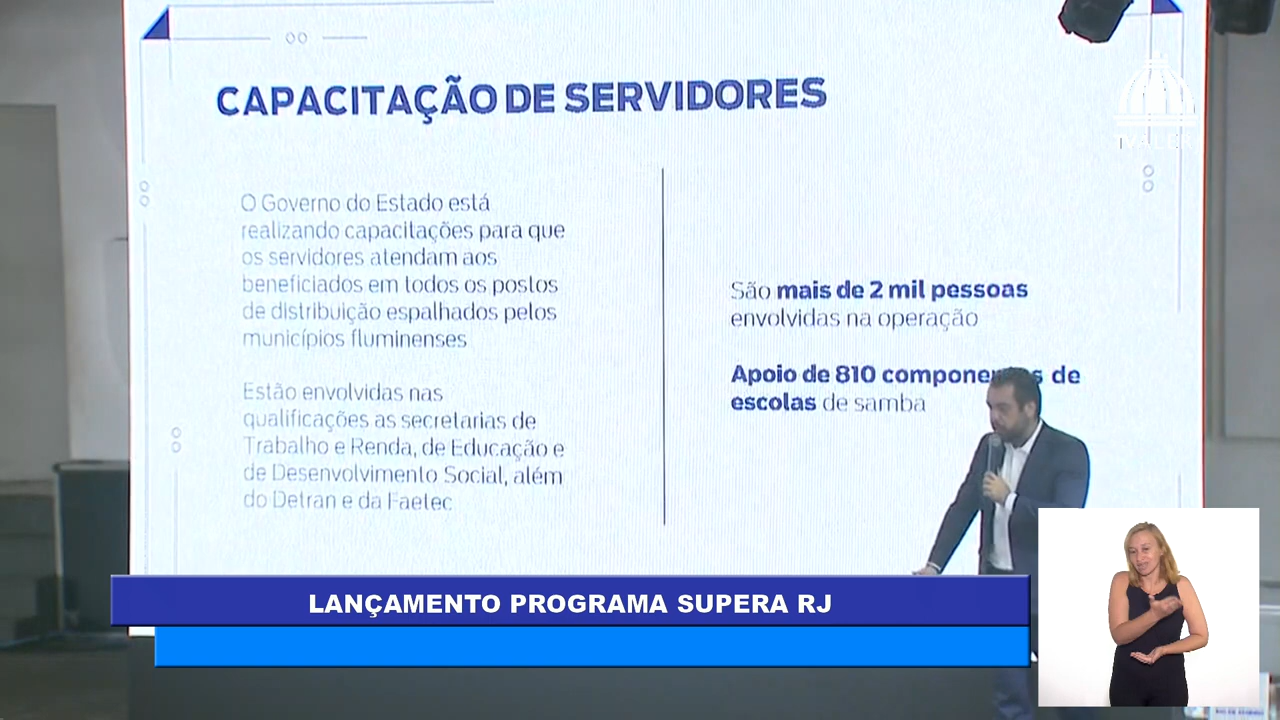 CAPACITAÇÃO DE SERVIDORES
O Governo do Estado está
realizando capacitações para que
os servidores atendam aos
beneficiados em todos os postos
de distribuição espalhados pelos
municípios fluminenses
Estão envolvidas nas
qualificações as secretarias de
Trabalho e Renda, de Educação e
de Desenvolvimento Social, além
do Detran e da Faetec
São mais de 2 mil pessoas
envolvidas na operação
Apoio de 810 componentes de
escolas de samba
LANÇAMENTO PROGRAMA SUPERA RJ